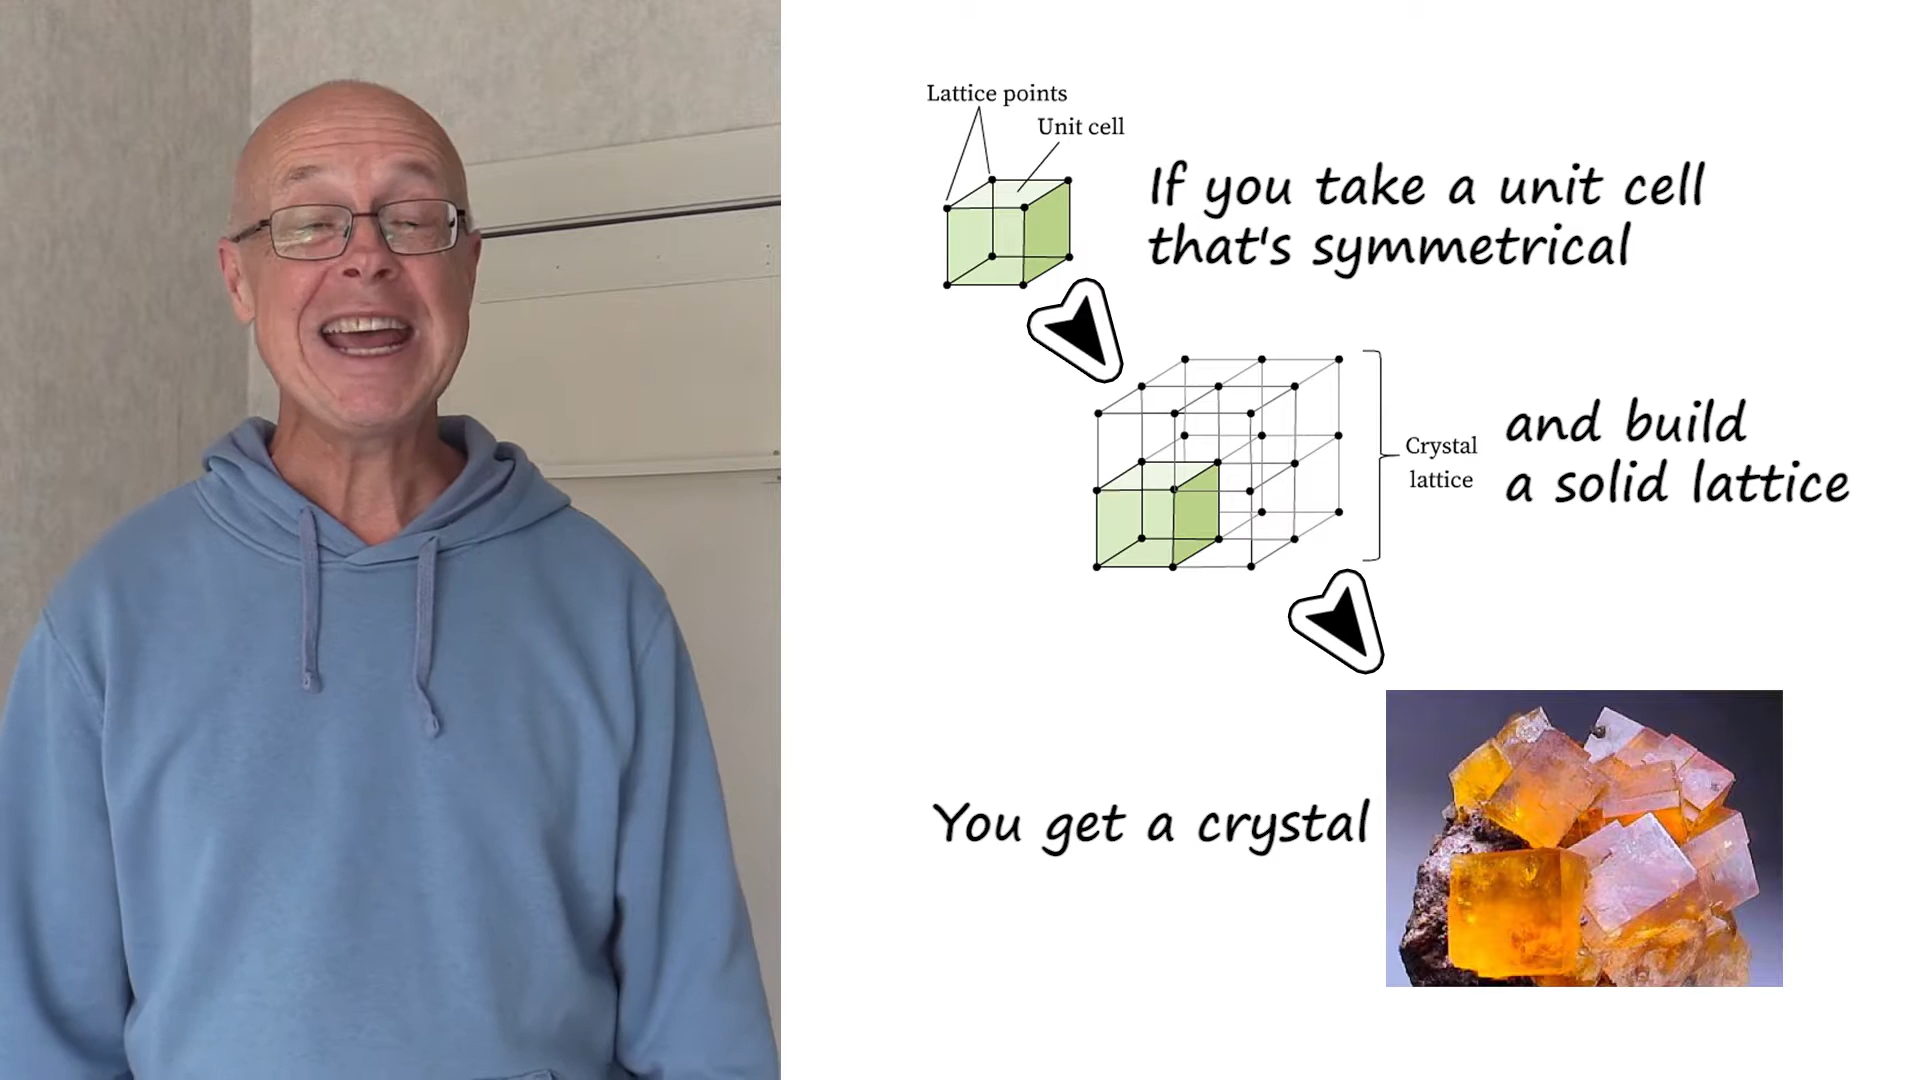 Lattice points
Unit cell
If you take a unit cell
that's symmetrical
Crystal
lattice
and build
a solid lattice
You get a crystal